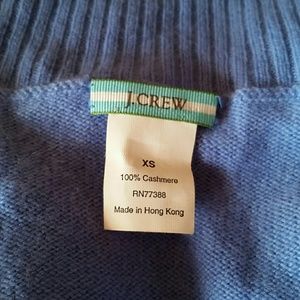 J.CREW
XS
100% Cashmere
RN77388
Made in Hong Kong